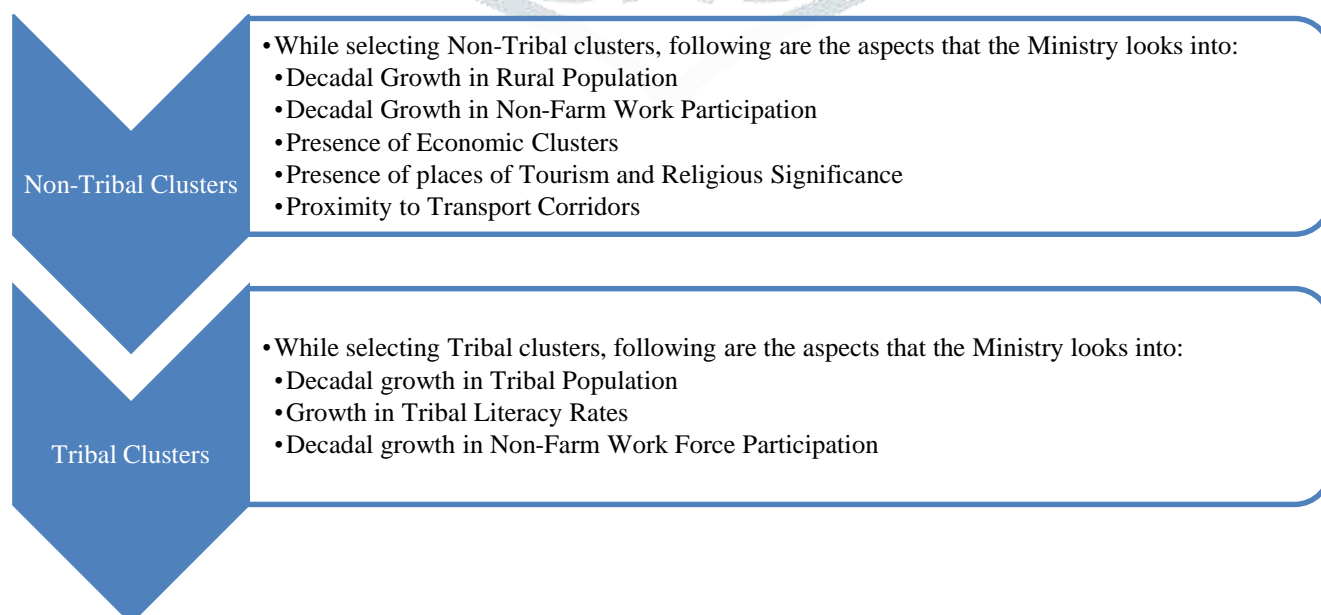 •While selecting Non-Tribal clusters, following are the aspects that the Ministry looks into:
•Decadal Growth in Rural Population
•Decadal Growth in Non-Farm Work Participation
•Presence of Economic Clusters
•Presence of places of Tourism and Religious Significance
•Proximity to Transport Corridors
Non-Tribal Clusters
•While selecting Tribal clusters, following are the aspects that the Ministry looks into:
•Decadal growth in Tribal Population
•Growth in Tribal Literacy Rates
•Decadal growth in Non-Farm Work Force Participation
Tribal Clusters